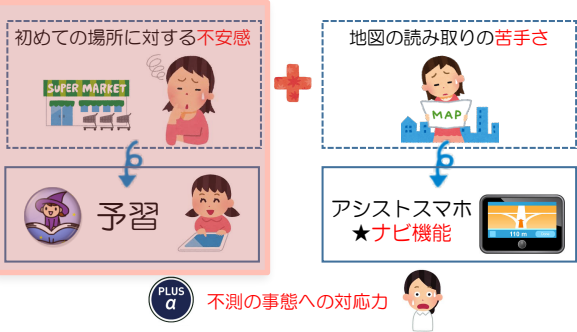 初めての場所に対する不安感
SUPER MARKET
予習
地図の読み取りの苦手さ
MAP
アシストスマホ
★ナビ機能
110 m
PLUS
α
不測の事態への対応力